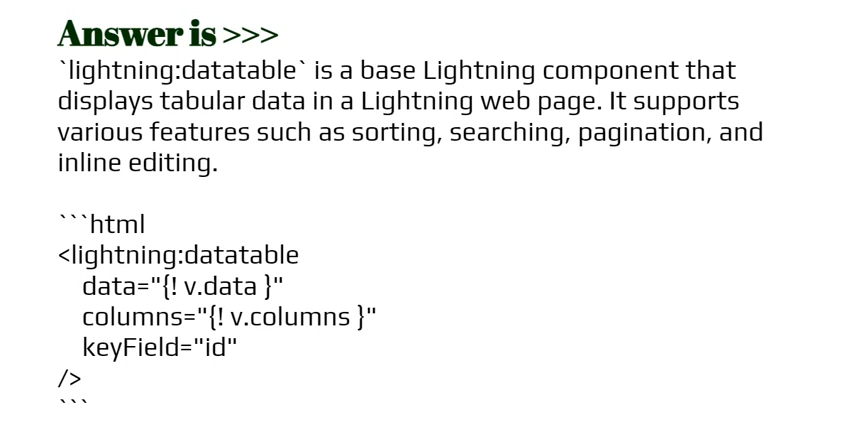 Answer is >>>
`lightning:datatable` is a base Lightning component that
displays tabular data in a Lightning web page. It supports
various features such as sorting, searching, pagination, and
inline editing.
```html
<lightning:datatable
data="{! v.data }"
columns="{! v.columns }"
keyField="id"
/>
```